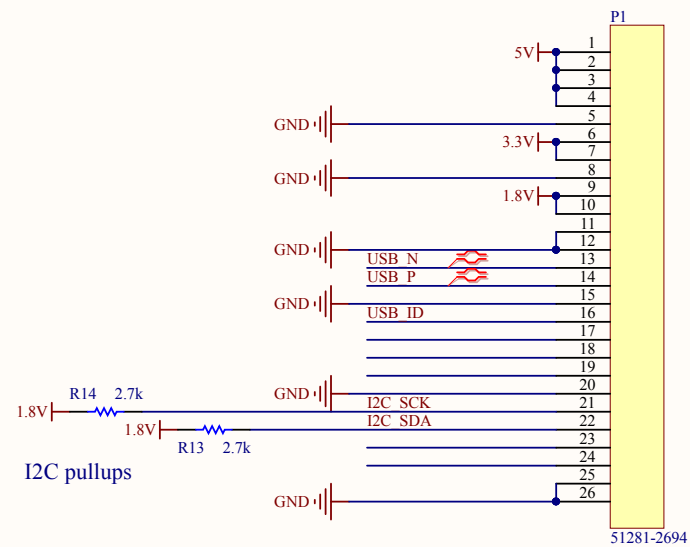 P1
5V 1
2
3
4
GND 5
3.3V 6
7
GND 8
1.8V 9
10
11
GND 12
USB_N 13
USB_P 14
GND 15
USB_ID 16
17
18
19
GND 20
R14 2.7k
1.8V I2C_SCK 21
1.8V I2C_SDA 22
R13 2.7k
23
I2C pullups 24
25
GND 26
51281-2694